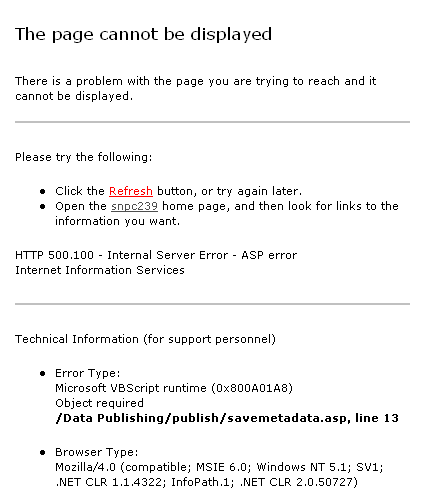 The page cannot be displayed
There is a problem with the page you are trying to reach and it
cannot be displayed.
Please try the following:
• Click the Refresh button, or try again later.
• Open the snpc239 home page, and then look for links to the
information you want.
HTTP 500.100 - Internal Server Error - ASP error
Internet Information Services
Technical Information (for support personnel)
• Error Type:
Microsoft VBScript runtime (0x800A01A8)
Object required
/Data Publishing/publish/savemetadata.asp, line 13
• Browser Type:
Mozilla/4.0 (compatible; MSIE 6.0; Windows NT 5.1; SV1;
.NET CLR 1.1.4322; InfoPath.1; .NET CLR 2.0.50727)